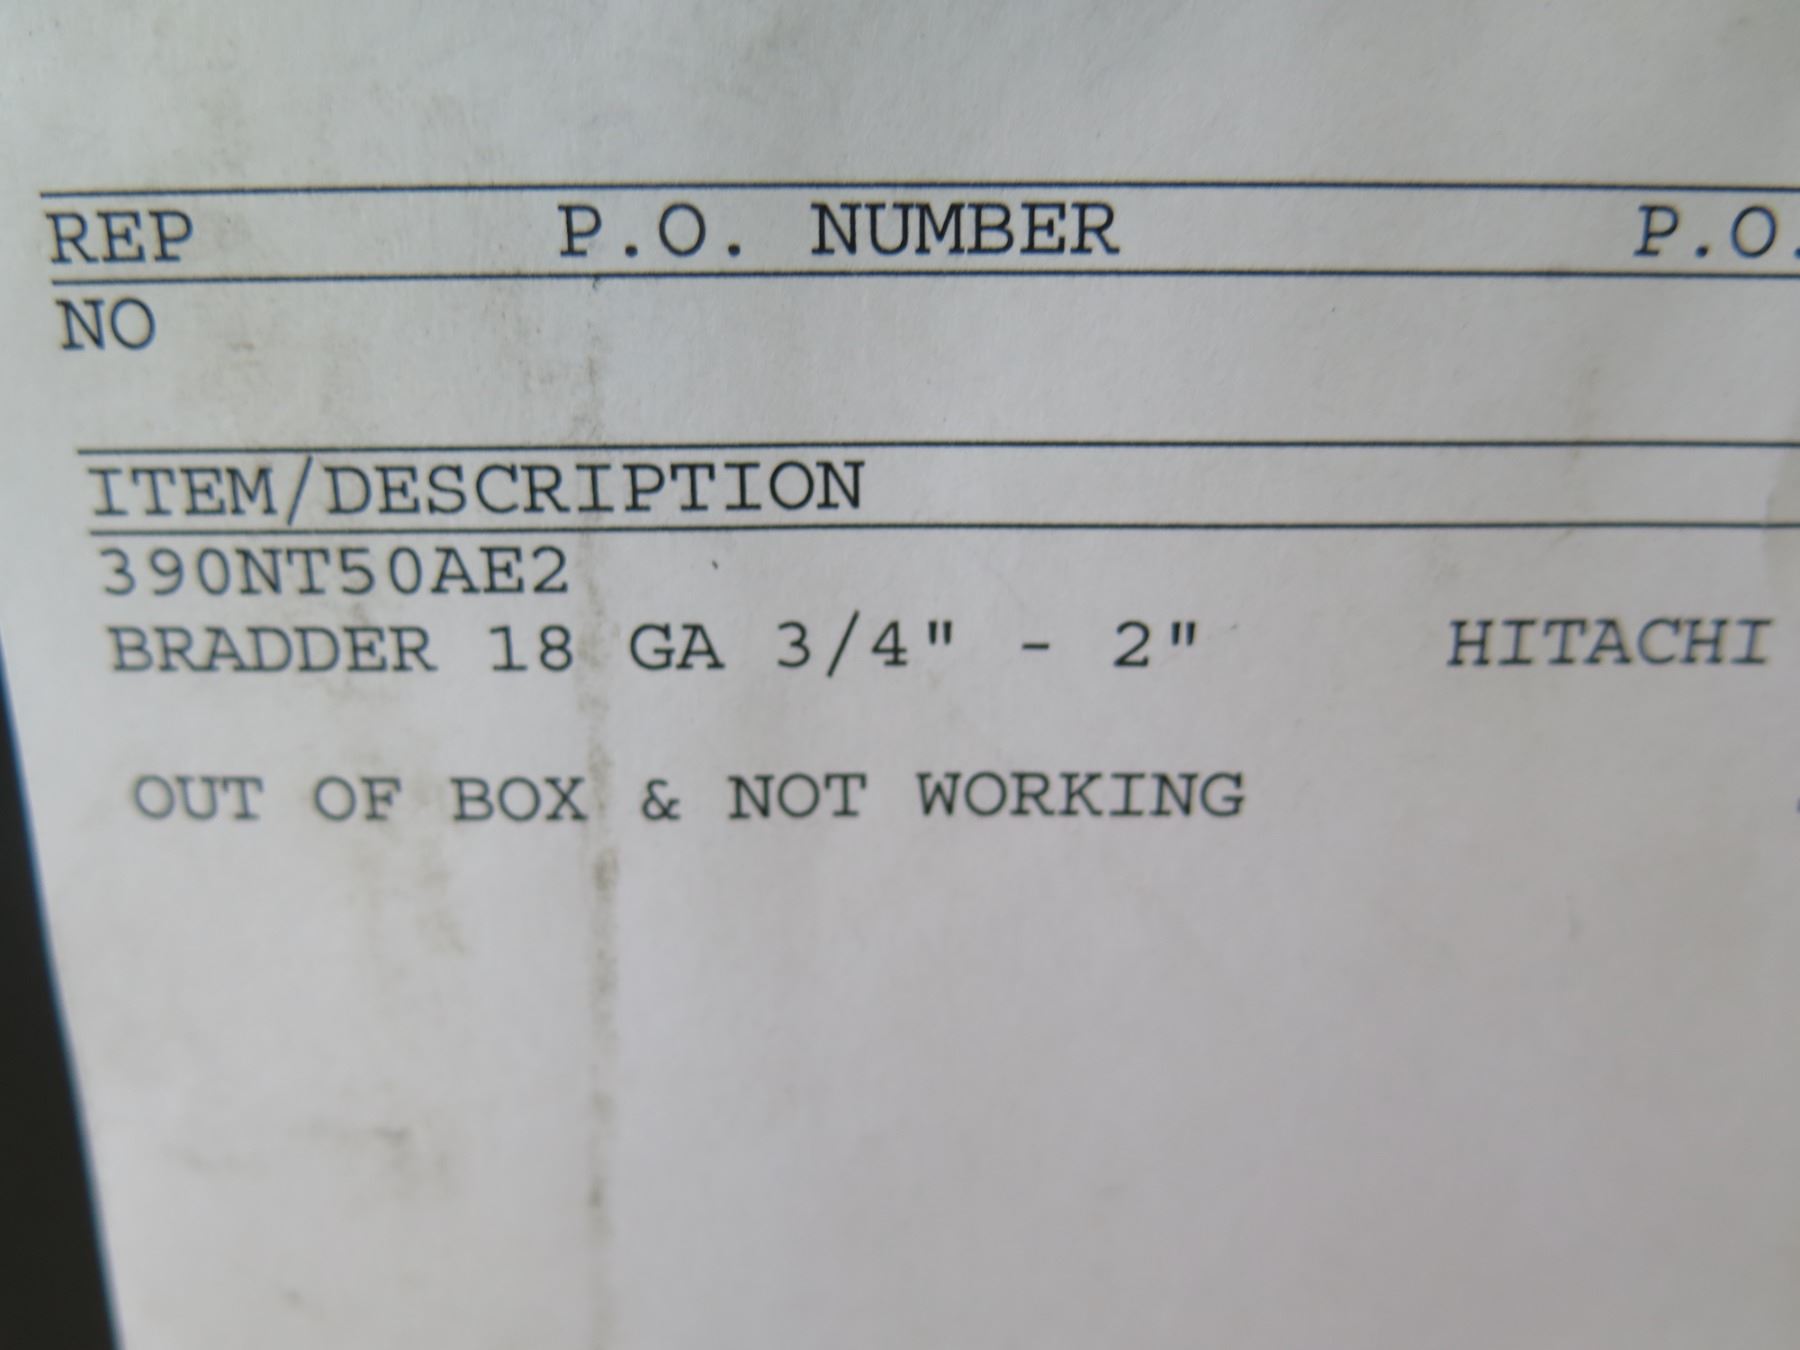 REP P.O. NUMBER P.O.
NO
ITEM/DESCRIPTION
390NT50AE2
BRADDER 18 GA 3/4" - 2" HITACHI
OUT OF BOX & NOT WORKING